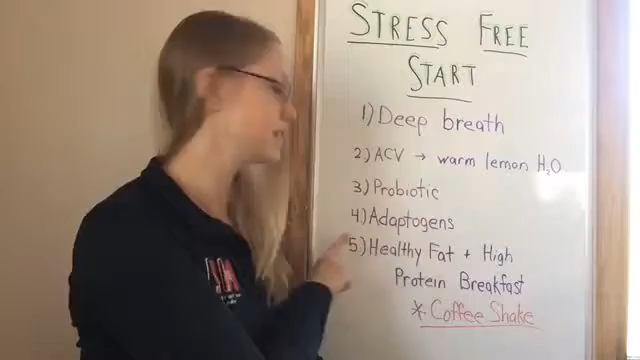 STRESS FREE
START
1) Deep breath
2) ACV → warm lemon H₂O
3) Probiotic
4) Adaptogens
5) Healthy Fat + High
Protein Breakfast
* Coffee Shake